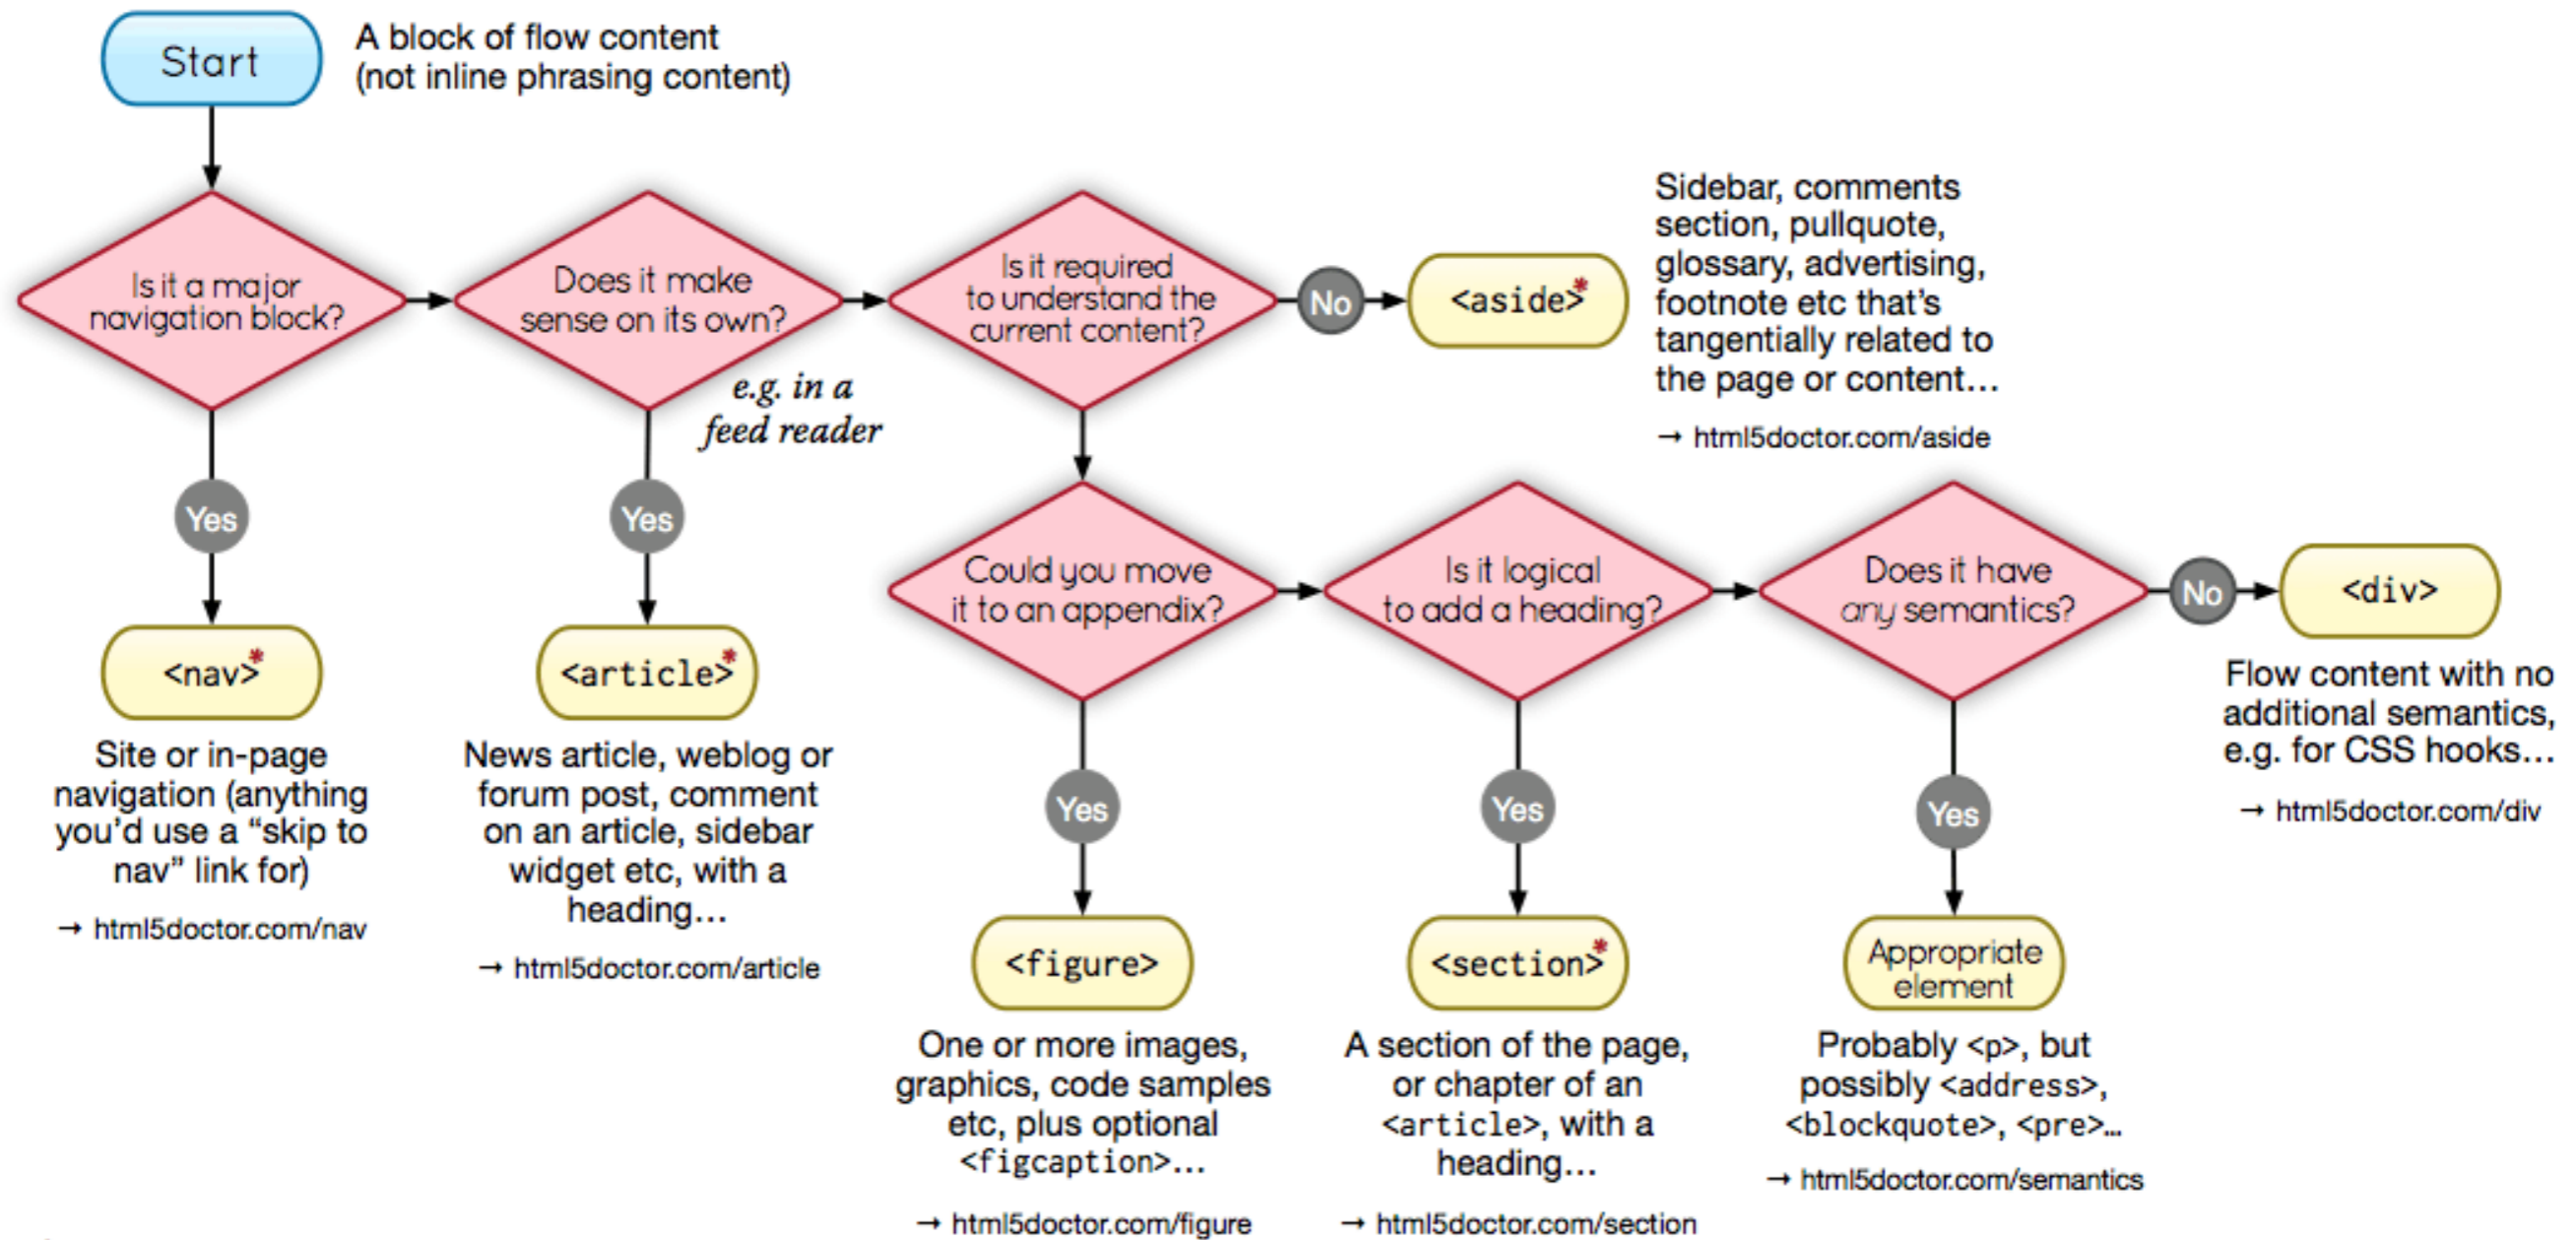 Start
A block of flow content
(not inline phrasing content)
Is it a major
navigation block?
Does it make
sense on its own?
e.g. in a
feed reader
Is it required
to understand the
current content?
No
<aside>*
Sidebar, comments
section, pullquote,
glossary, advertising,
footnote etc that’s
tangentially related to
the page or content…
→ html5doctor.com/aside
Yes
<nav>*
Site or in-page
navigation (anything
you’d use a “skip to
nav” link for)
→ html5doctor.com/nav
Yes
<article>*
News article, weblog or
forum post, comment
on an article, sidebar
widget etc, with a
heading…
→ html5doctor.com/article
Could you move
it to an appendix?
Is it logical
to add a heading?
Does it have
any semantics?
No
<div>
Flow content with no
additional semantics,
e.g. for CSS hooks…
→ html5doctor.com/div
Yes
<figure>
One or more images,
graphics, code samples
etc, plus optional
<figcaption>…
→ html5doctor.com/figure
Yes
<section>*
A section of the page,
or chapter of an
<article>, with a
heading…
→ html5doctor.com/section
Yes
Appropriate
element
Probably <p>, but
possibly <address>,
<blockquote>, <pre>…
→ html5doctor.com/semantics